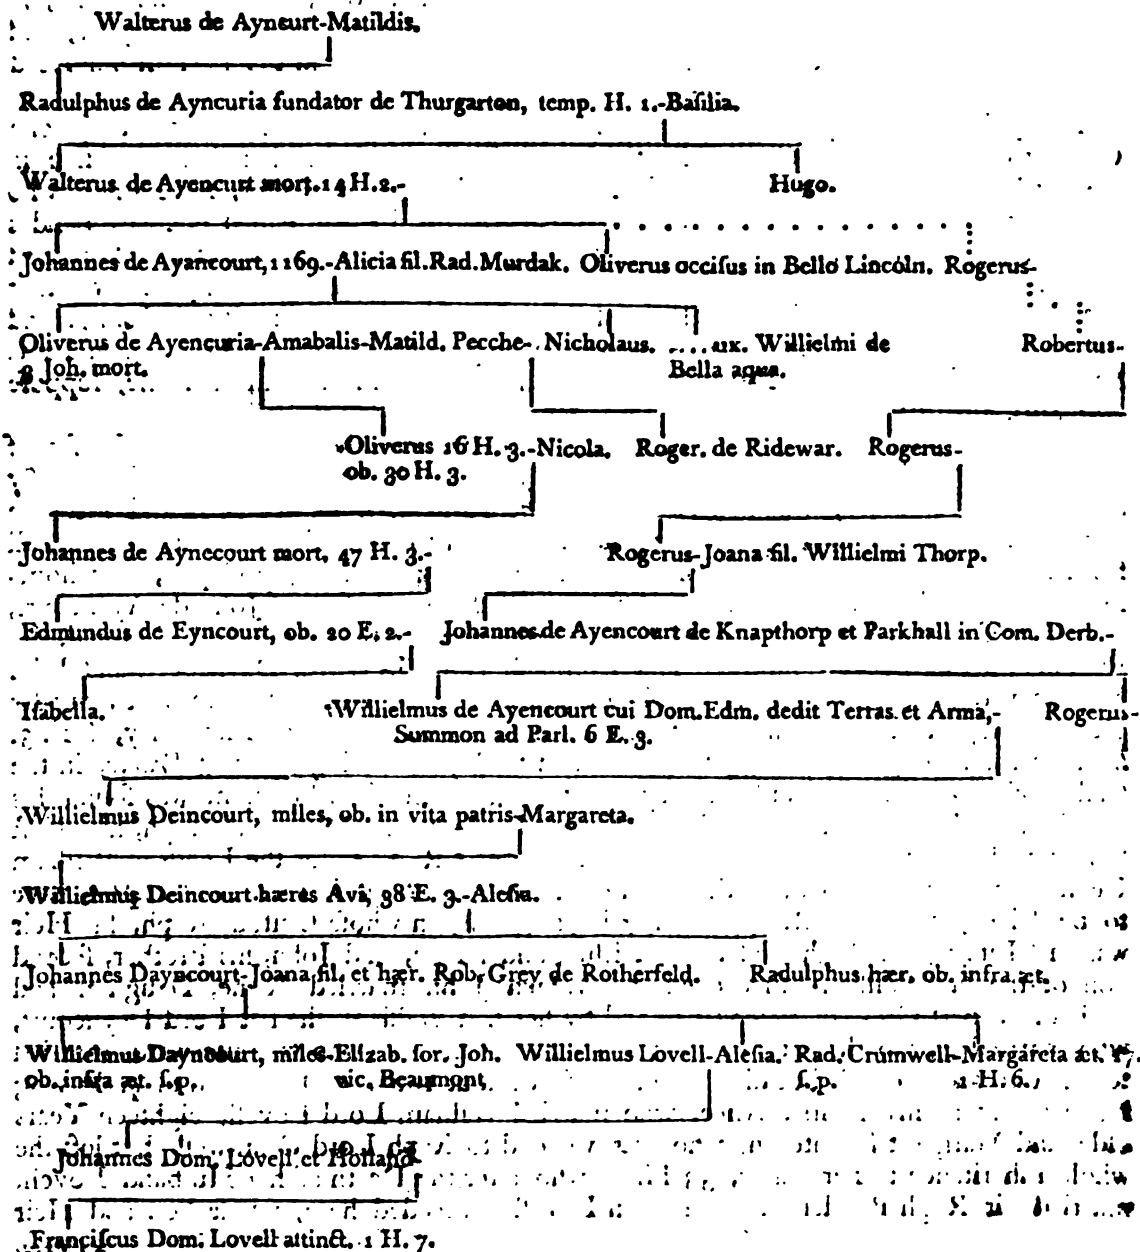 Walterus de Ayncurt-Matildis.
Radulphus de Ayncuria fundator de Thurgarton, temp. H. 1.-Basilia.
Walterus de Ayencurt mort. 14 H. 2.- Hugo.
Johannes de Ayancourt, 1169.-Alicia fil. Rad. Murdak. Oliverus occiſus in Bello Lincoln. Rogerus-
Oliverus de Ayencuria-Amabalis-Matild. Pecche- Nicholaus. .....ux. Willielmi de Robertus-
3 Joh. mort. Bella aqua.
Oliverus 16 H. 3.-Nicola. Roger. de Ridewar. Rogerus-
ob. 30 H. 3.
Johannes de Aynecourt mort. 47 H. 3.- Rogerus-Joana fil. Willielmi Thorp.
Edmundus de Eyncourt, ob. 20 E. 2.- Johannes de Ayencourt de Knapthorp et Parkhall in Com. Derb.-
Iſabella. Willielmus de Ayencourt cui Dom. Edm. dedit Terras et Arma,- Rogerus-
Summon ad Parl. 6 E. 3.
Willielmus Deincourt, miles, ob. in vita patris-Margareta.
Willielmus Deincourt hæres Avi, 38 E. 3.-Aleſia.
Johannes Dayncourt-Joana fil. et hær. Rob. Grey de Rotherfeld. Radulphus hær. ob. infra æt.
Willielmus Dayncourt, miles-Elizab. ſor. Joh. Willielmus Lovell-Aleſia. Rad. Crumwell-Margareta æt. 17.
ob. infra æt. ſ.p. vic. Beaumont ſ.p. 1 H. 6.
Johannes Dom. Lovell et Holland-
Franciſcus Dom. Lovell attinct. 1 H. 7.